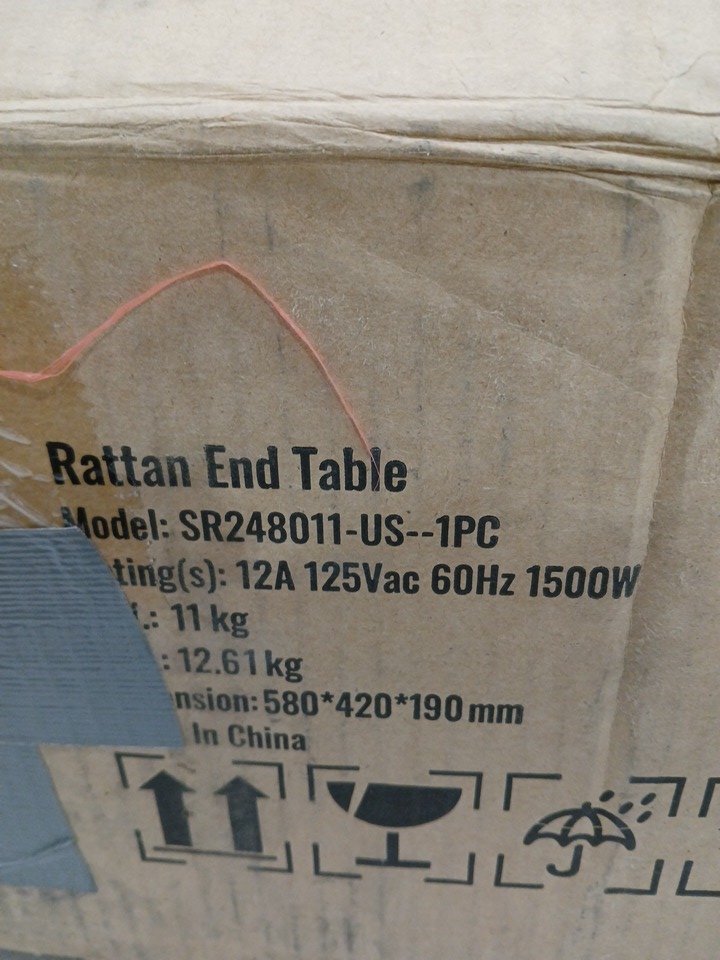 Rattan End Table
Model: SR248011-US--1PC
ting(s): 12A 125Vac 60Hz 1500W
.: 11 kg
: 12.61 kg
nsion: 580*420*190 mm
In China